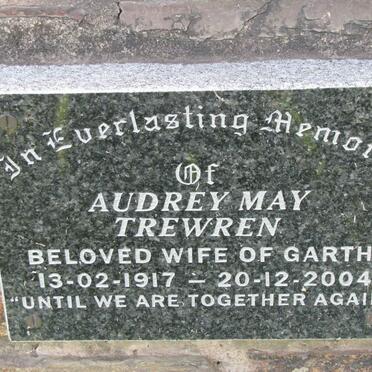 In Everlasting Memor
Of
AUDREY MAY
TREWREN
BELOVED WIFE OF GARTH
13-02-1917 — 20-12-2004
"UNTIL WE ARE TOGETHER AGAI